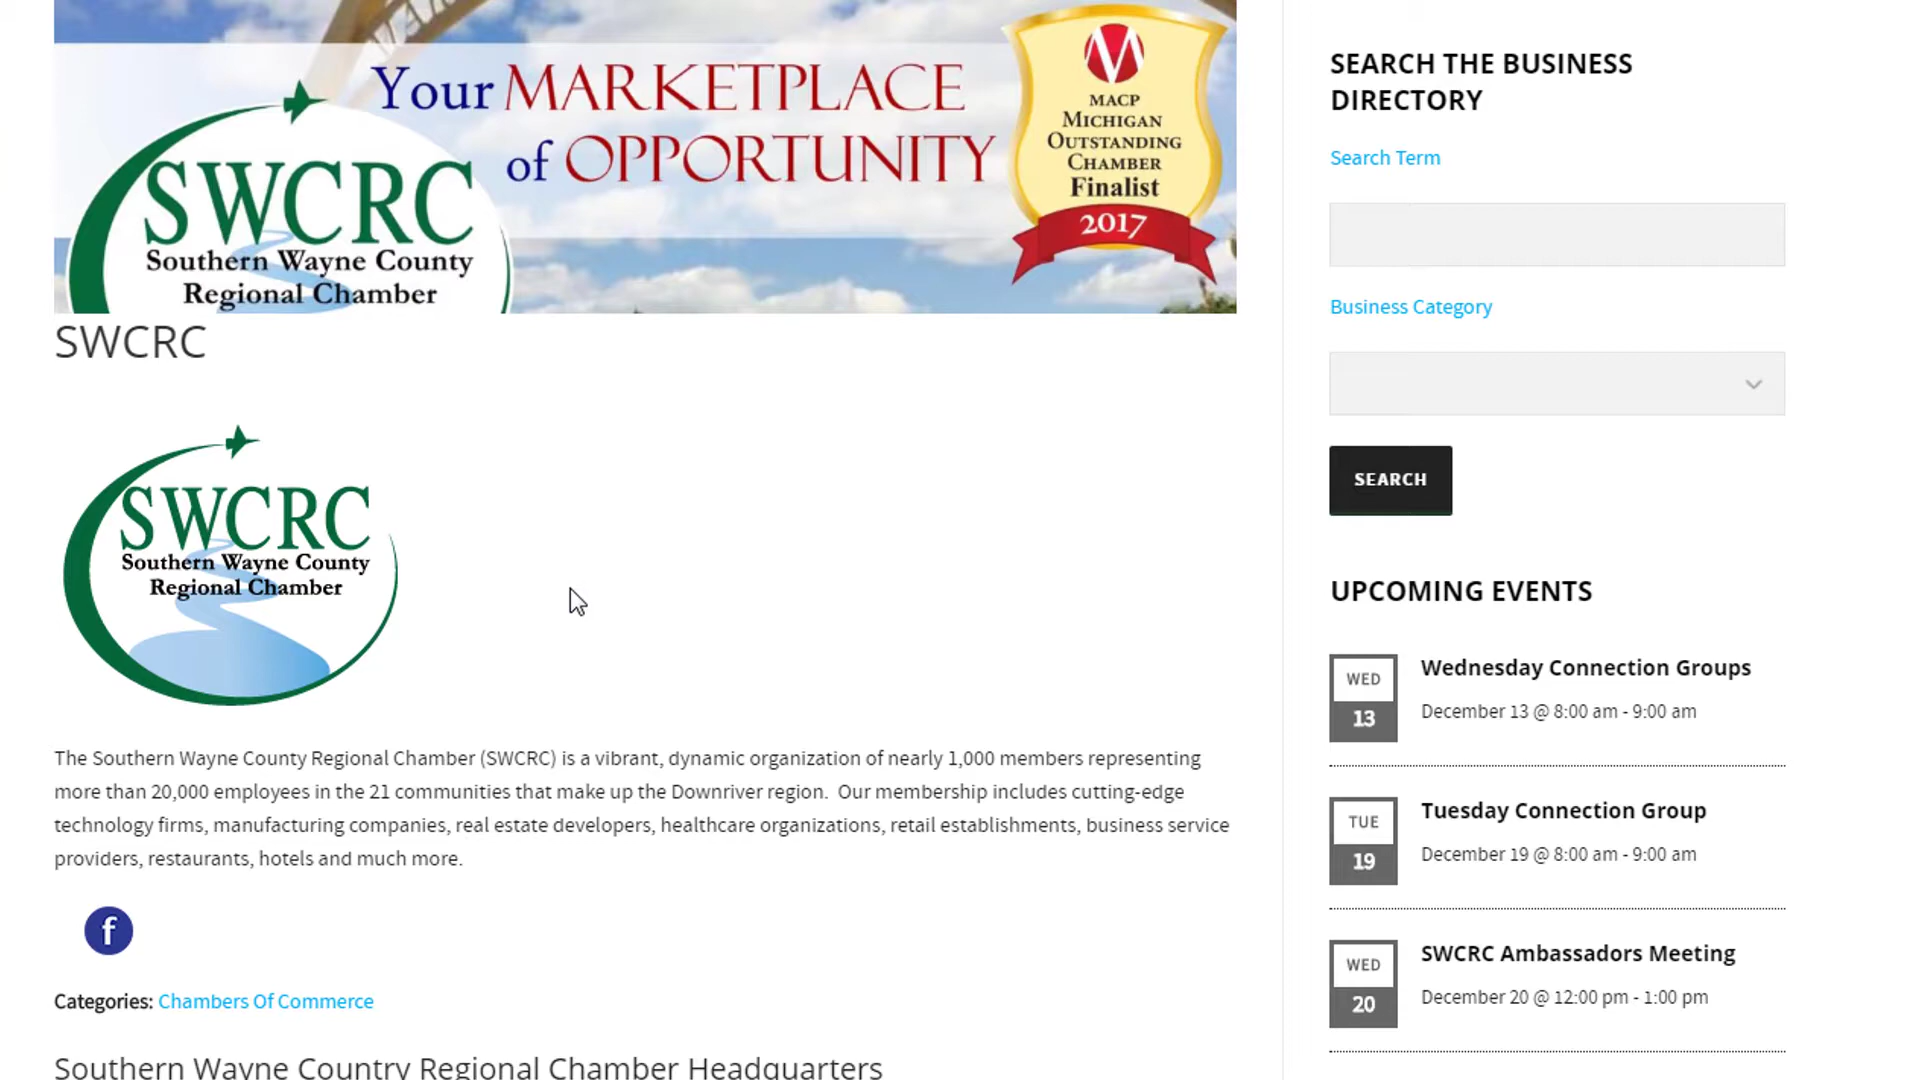 Your MARKETPLACE
of OPPORTUNITY
SWCRC
Southern Wayne County
Regional Chamber
MACP
MICHIGAN
OUTSTANDING
CHAMBER
Finalist
2017
SWCRC
SWCRC
Southern Wayne County
Regional Chamber
The Southern Wayne County Regional Chamber (SWCRC) is a vibrant, dynamic organization of nearly 1,000 members representing
more than 20,000 employees in the 21 communities that make up the Downriver region.  Our membership includes cutting-edge
technology firms, manufacturing companies, real estate developers, healthcare organizations, retail establishments, business service
providers, restaurants, hotels and much more.
f
Categories: Chambers Of Commerce
Southern Wayne Country Regional Chamber Headquarters
SEARCH THE BUSINESS
DIRECTORY
Search Term
Business Category
SEARCH
UPCOMING EVENTS
WED
13
Wednesday Connection Groups
December 13 @ 8:00 am - 9:00 am
TUE
19
Tuesday Connection Group
December 19 @ 8:00 am - 9:00 am
WED
20
SWCRC Ambassadors Meeting
December 20 @ 12:00 pm - 1:00 pm